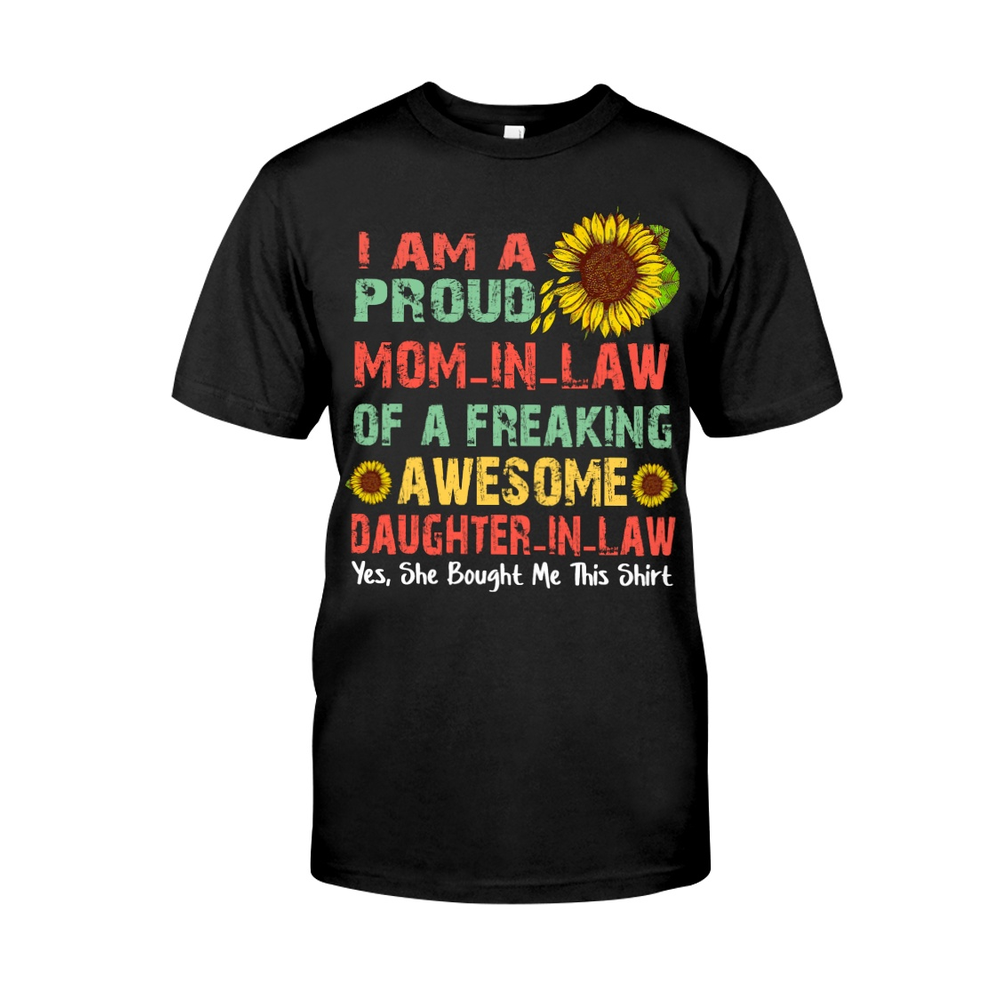 I AM A
PROUD
MOM-IN-LAW
OF A FREAKING
AWESOME
DAUGHTER-IN-LAW
Yes, She Bought Me This Shirt